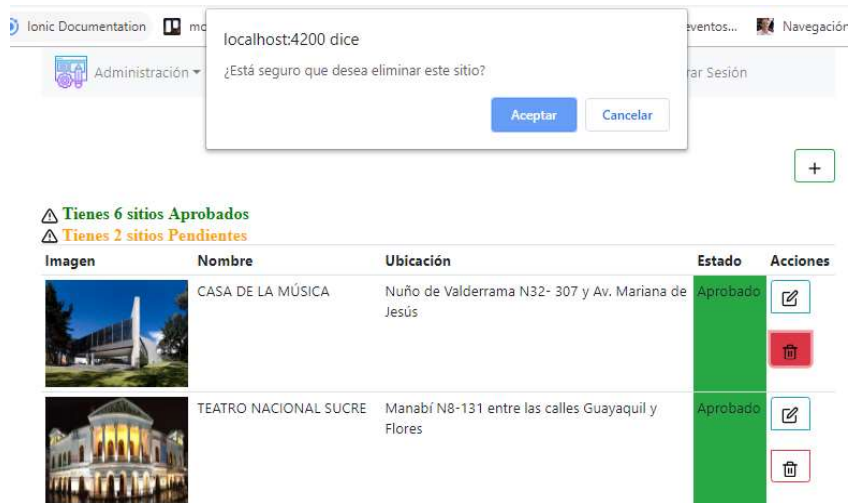 Ionic Documentation
eventos...
Navegación
localhost:4200 dice
¿Está seguro que desea eliminar este sitio?
Aceptar Cancelar
Administración
Sesión
+
Tienes 6 sitios Aprobados
Tienes 2 sitios Pendientes
Imagen Nombre Ubicación Estado Acciones
CASA DE LA MÚSICA Nuño de Valderrama N32- 307 y Av. Mariana de Aprobado
Jesús
TEATRO NACIONAL SUCRE Manabí N8-131 entre las calles Guayaquil y Aprobado
Flores